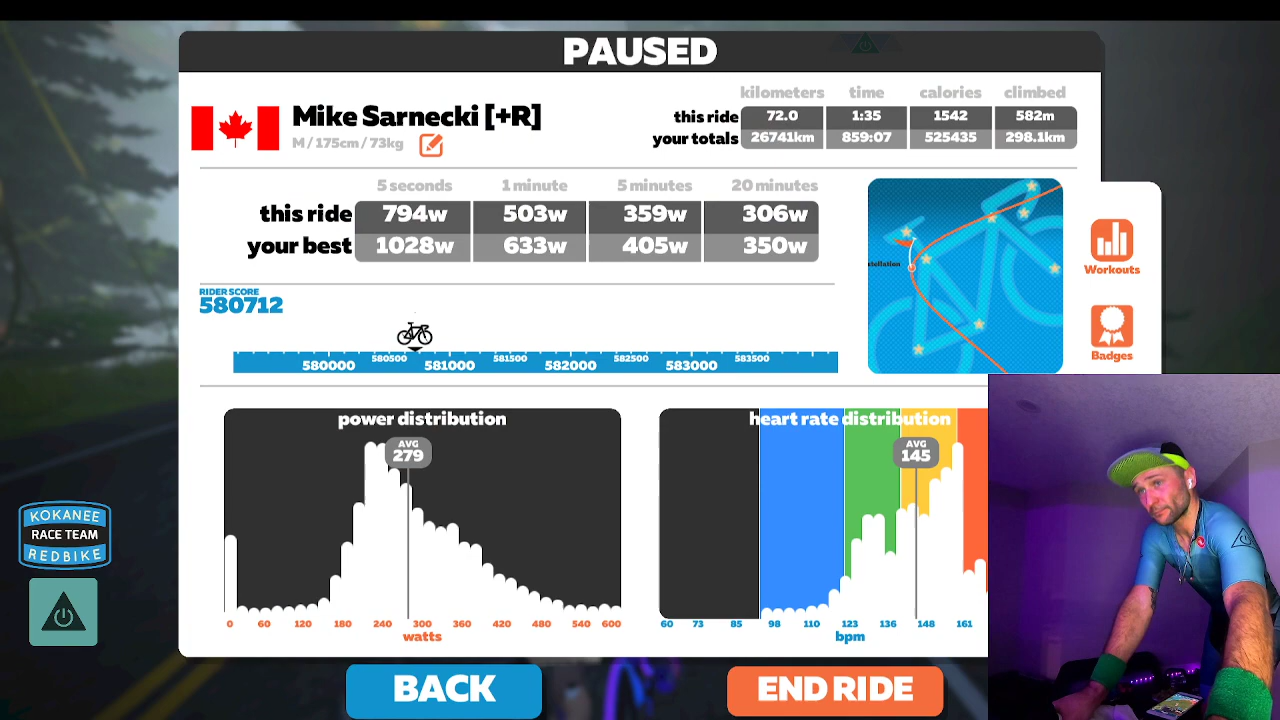 PAUSED
Mike Sarnecki [+R]
M / 175cm / 73kg
kilometers time calories climbed
this ride 72.0 1:35 1542 582m
your totals 26741km 859:07 525435 298.1km
5 seconds 1 minute 5 minutes 20 minutes
this ride 794w 503w 359w 306w
your best 1028w 633w 405w 350w
RIDER SCORE
580712
580500 581500 582500 583500
580000 581000 582000 583000
Workouts
Badges
power distribution
AVG
279
0 60 120 180 240 300 360 420 480 540 600
watts
heart rate distribution
AVG
145
60 73 85 98 110 123 136 148 161
bpm
KOKANEE
RACE TEAM
REDBIKE
BACK
END RIDE